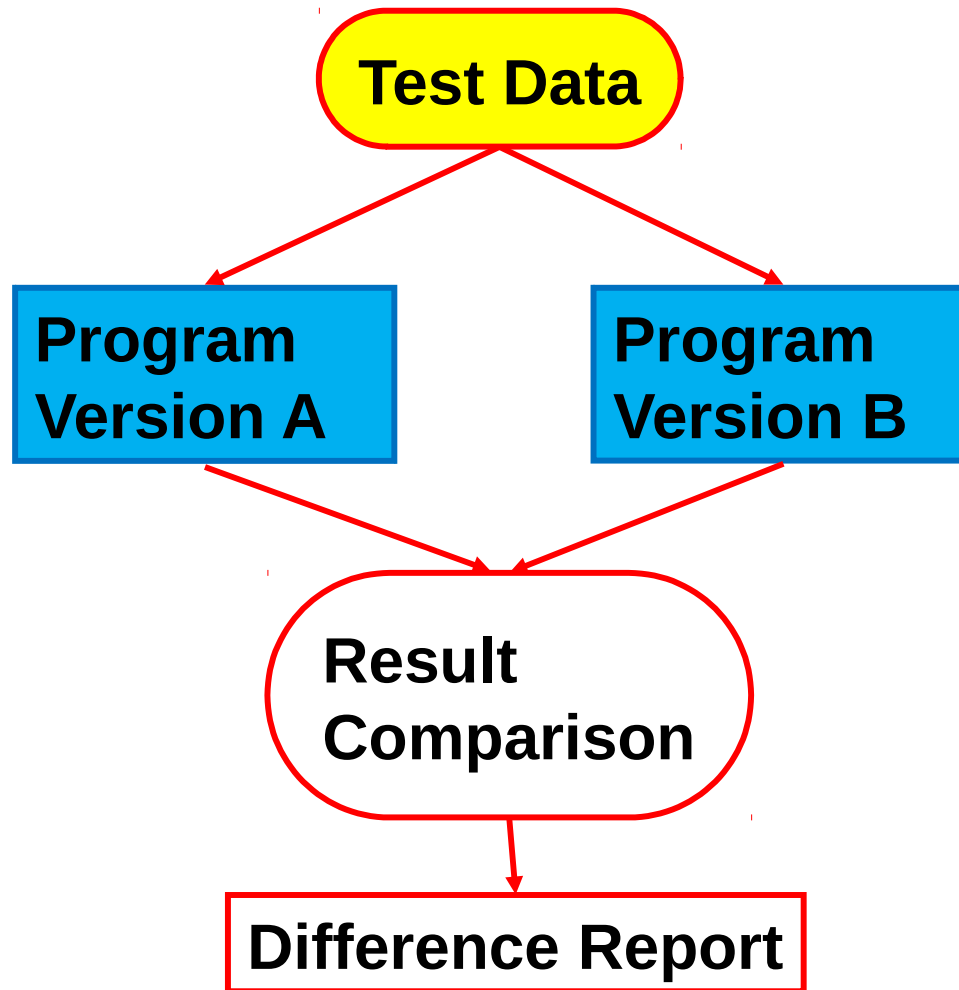 Test Data
Program
Version A
Program
Version B
Result
Comparison
Difference Report